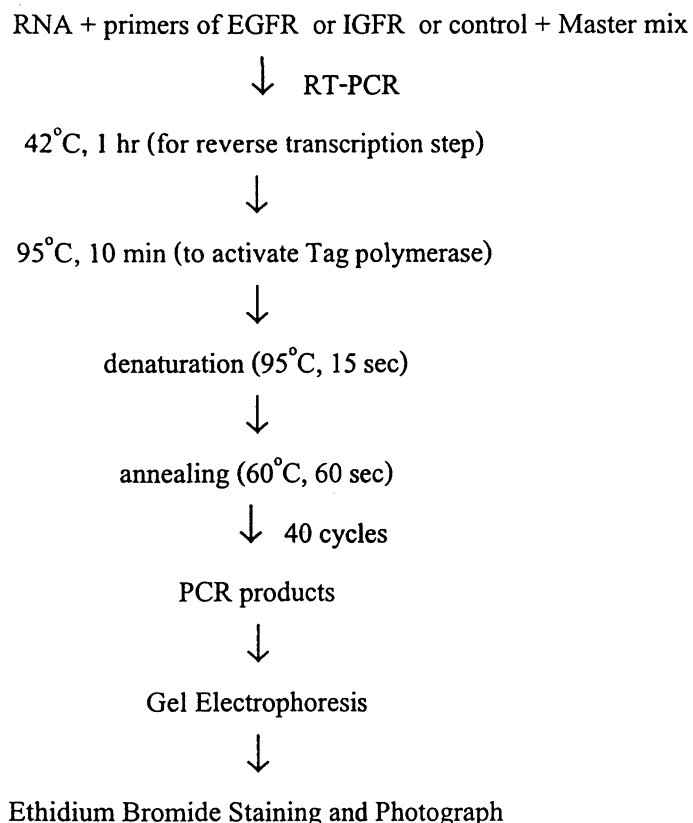 RNA + primers of EGFR or IGFR or control + Master mix
RT-PCR
42°C, 1 hr (for reverse transcription step)
95°C, 10 min (to activate Tag polymerase)
denaturation (95°C, 15 sec)
annealing (60°C, 60 sec)
40 cycles
PCR products
Gel Electrophoresis
Ethidium Bromide Staining and Photograph